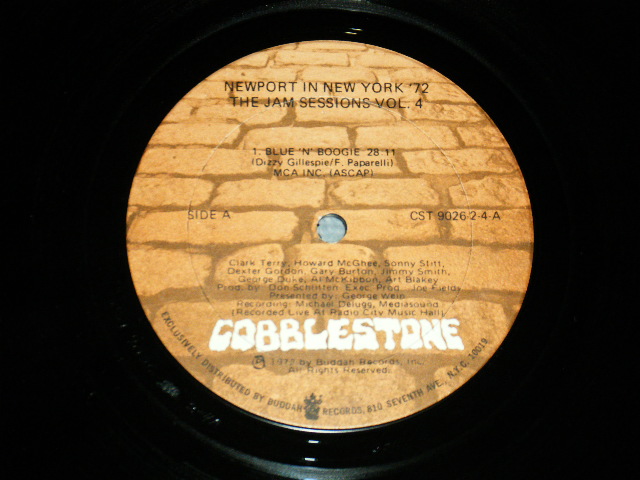 NEWPORT IN NEW YORK '72
THE JAM SESSIONS VOL. 4
1. BLUE 'N' BOOGIE 28:11
(Dizzy Gillespie/F. Paparelli)
MCA INC. (ASCAP)
SIDE A
CST 9026 2-4-A
Clark Terry, Howard McGhee, Sonny Stitt,
Dexter Gordon, Gary Burton, Jimmy Smith,
George Duke, Al McKibbon, Art Blakey
Prod. by: Don Schlitten Exec. Prod.: Joe Fields
Presented by: George Wein
Recording: Michael Delugg, Mediasound
(Recorded Live At Radio City Music Hall)
COBBLESTONE
℗ 1972 by Buddah Records, Inc.
All Rights Reserved.
EXCLUSIVELY DISTRIBUTED BY BUDDAH RECORDS, 810 SEVENTH AVE., N.Y.C. 10019